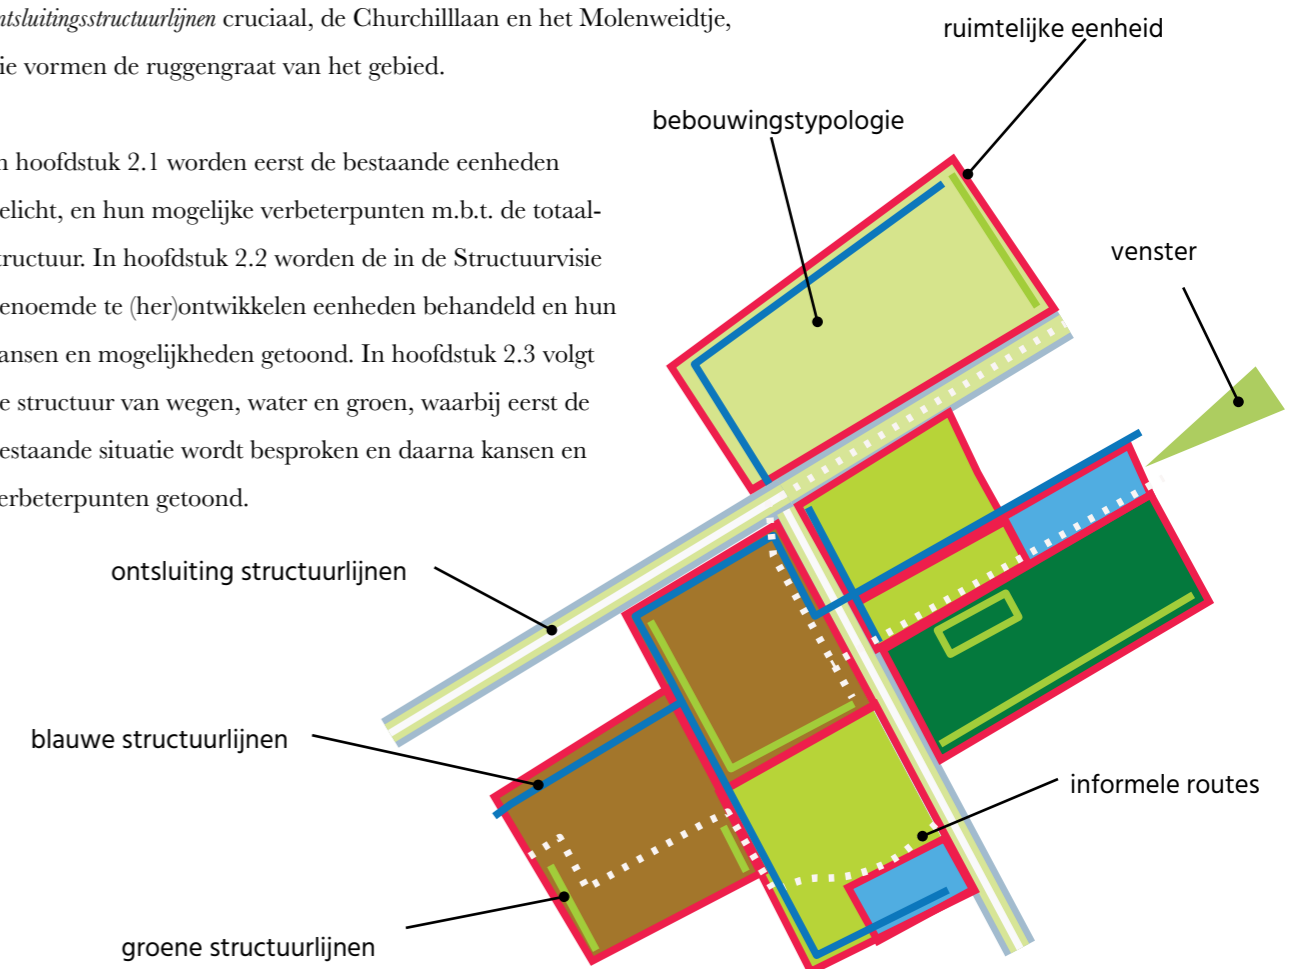 ntsluitingsstructuurlijnen cruciaal, de Churchilllaan en het Molenweidtje,
ie vormen de ruggengraat van het gebied.
n hoofdstuk 2.1 worden eerst de bestaande eenheden
elicht, en hun mogelijke verbeterpunten m.b.t. de totaal-
tructuur. In hoofdstuk 2.2 worden de in de Structuurvisie
enoemde te (her)ontwikkelen eenheden behandeld en hun
ansen en mogelijkheden getoond. In hoofdstuk 2.3 volgt
e structuur van wegen, water en groen, waarbij eerst de
estaande situatie wordt besproken en daarna kansen en
erbeterpunten getoond.
ruimtelijke eenheid
bebouwingstypologie
venster
ontsluiting structuurlijnen
blauwe structuurlijnen
informele routes
groene structuurlijnen